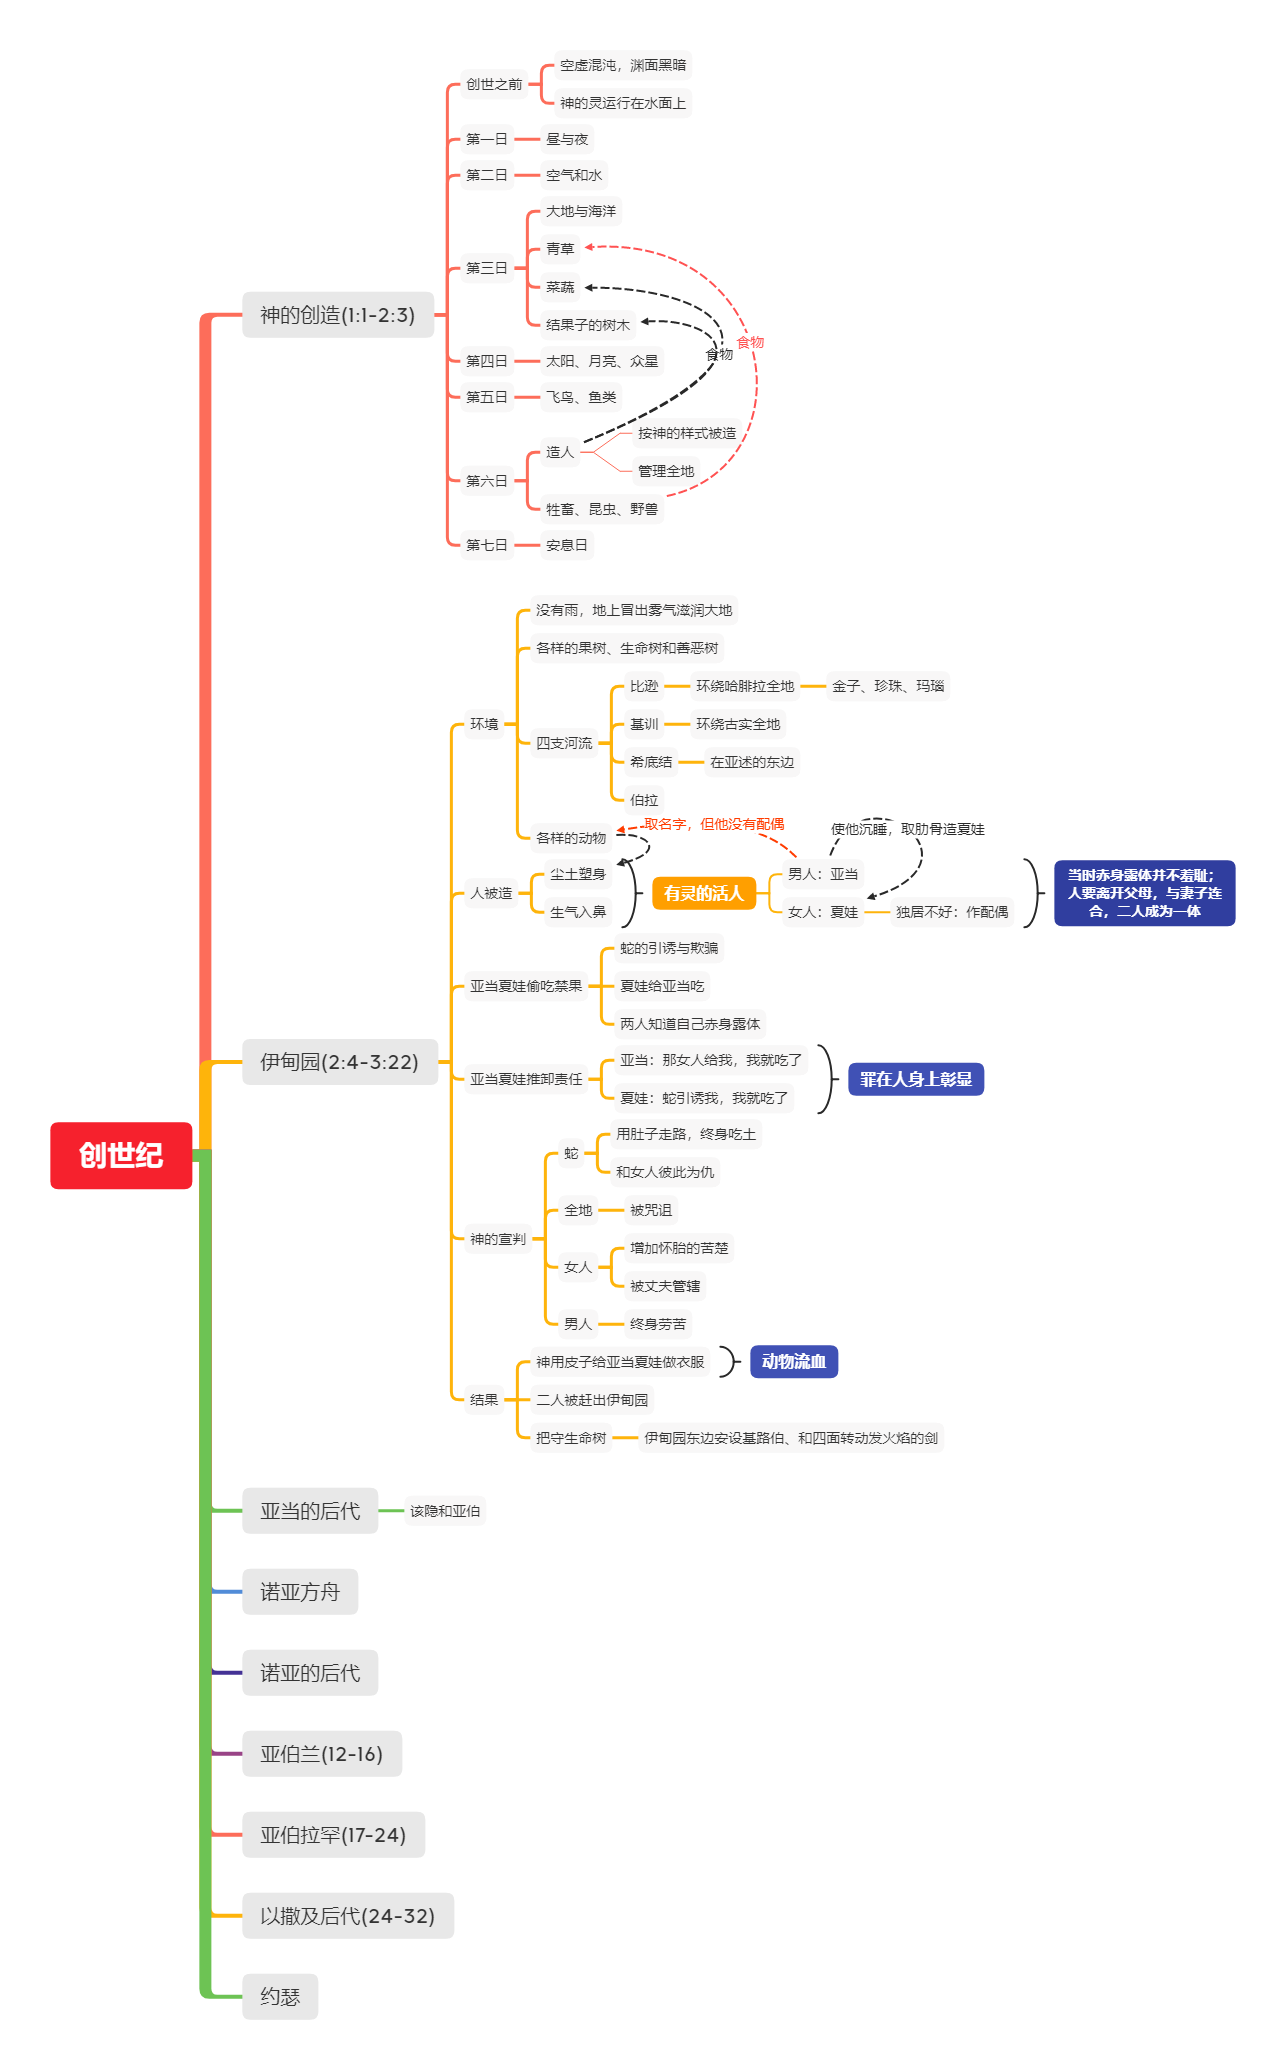 创世纪
神的创造(1:1-2:3)
创世之前
空虚混沌，渊面黑暗
神的灵运行在水面上
第一日
昼与夜
第二日
空气和水
第三日
大地与海洋
青草
菜蔬
结果子的树木
食物
食物
第四日
太阳、月亮、众星
第五日
飞鸟、鱼类
第六日
造人
按神的样式被造
管理全地
牲畜、昆虫、野兽
第七日
安息日
伊甸园(2:4-3:22)
环境
没有雨，地上冒出雾气滋润大地
各样的果树、生命树和善恶树
四支河流
比逊
环绕哈腓拉全地
金子、珍珠、玛瑙
基训
环绕古实全地
希底结
在亚述的东边
伯拉
各样的动物
取名字，但他没有配偶
使他沉睡，取肋骨造夏娃
人被造
尘土塑身
生气入鼻
有灵的活人
男人：亚当
女人：夏娃
独居不好：作配偶
当时赤身露体并不羞耻；
人要离开父母，与妻子连
合，二人成为一体
亚当夏娃偷吃禁果
蛇的引诱与欺骗
夏娃给亚当吃
两人知道自己赤身露体
亚当夏娃推卸责任
亚当：那女人给我，我就吃了
夏娃：蛇引诱我，我就吃了
罪在人身上彰显
神的宣判
蛇
用肚子走路，终身吃土
和女人彼此为仇
全地
被咒诅
女人
增加怀胎的苦楚
被丈夫管辖
男人
终身劳苦
结果
神用皮子给亚当夏娃做衣服
动物流血
二人被赶出伊甸园
把守生命树
伊甸园东边安设基路伯、和四面转动发火焰的剑
亚当的后代
该隐和亚伯
诺亚方舟
诺亚的后代
亚伯兰(12-16)
亚伯拉罕(17-24)
以撒及后代(24-32)
约瑟